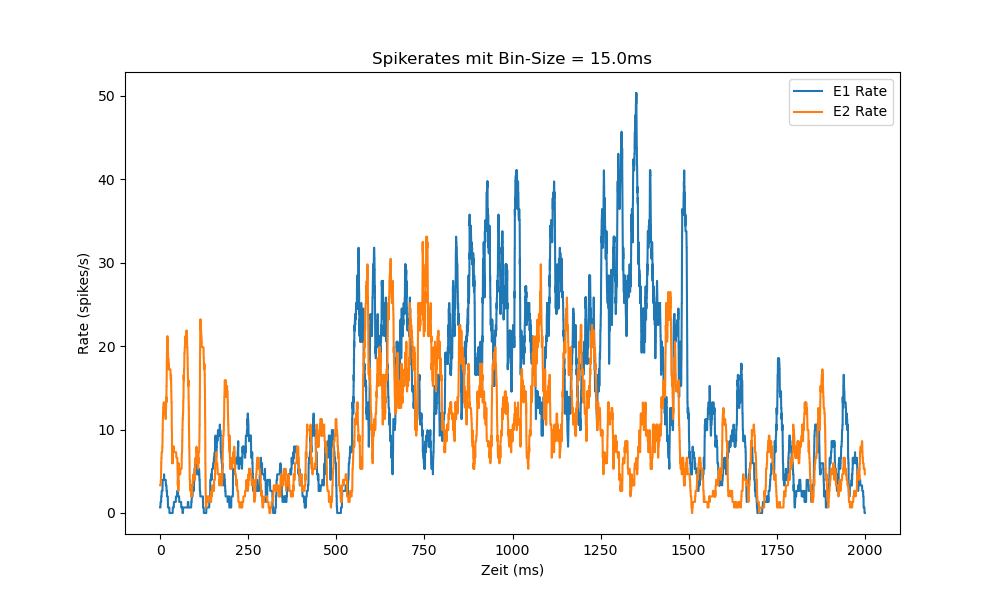 Spikerates mit Bin-Size = 15.0ms
E1 Rate
E2 Rate
50
40
30
20
10
0
Rate (spikes/s)
0 250 500 750 1000 1250 1500 1750 2000
Zeit (ms)